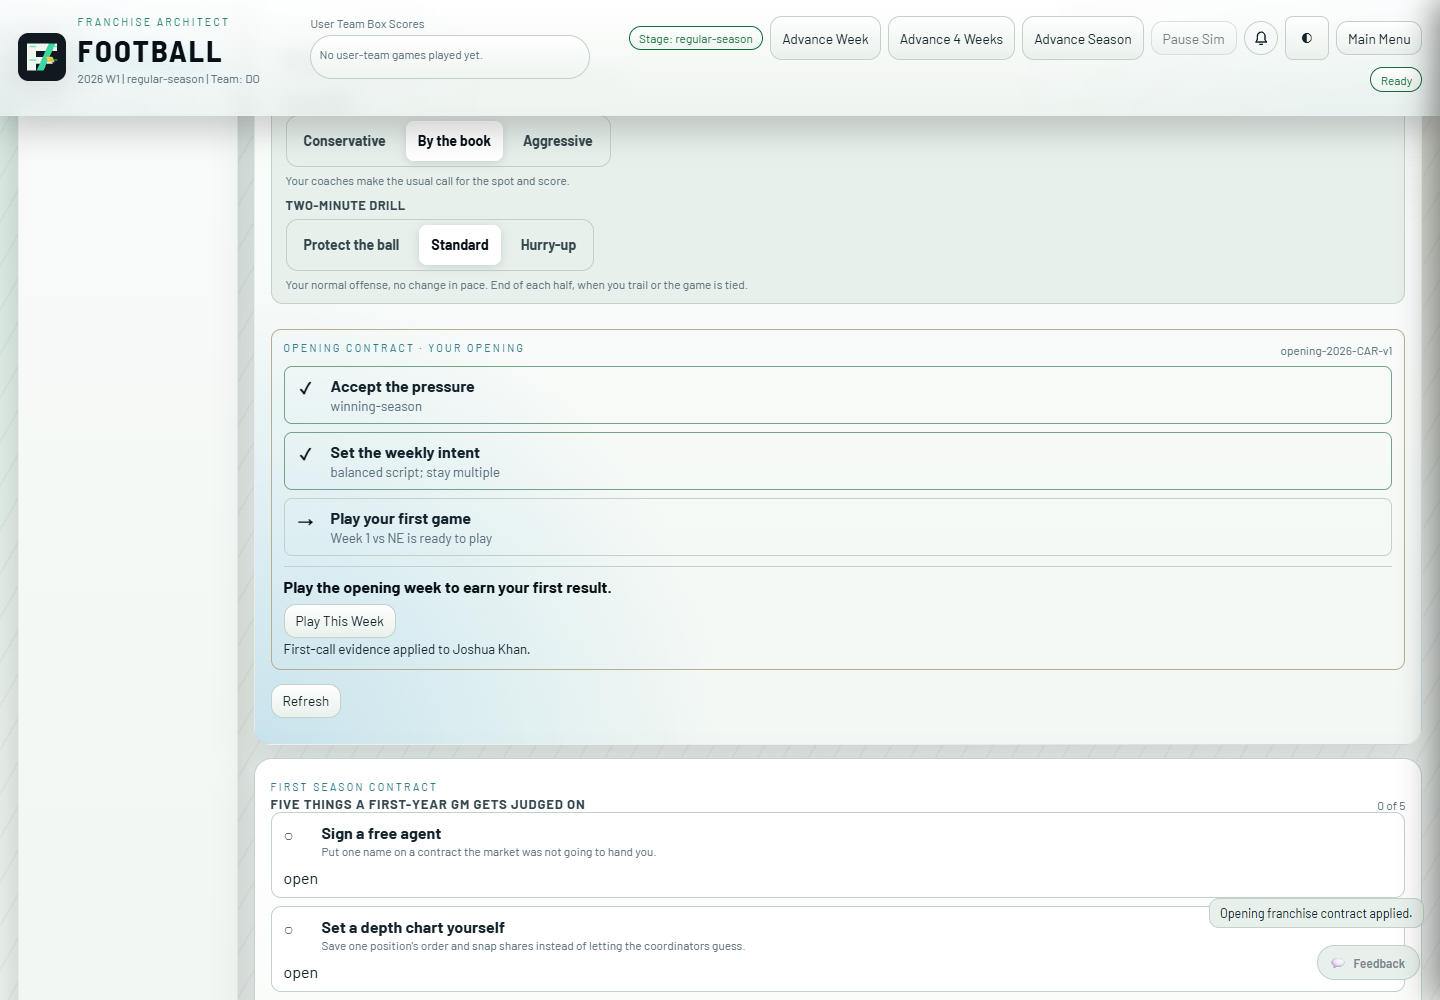 FRANCHISE ARCHITECT
FOOTBALL
2026 W1 | regular-season | Team: DO
User Team Box Scores
No user-team games played yet.
Stage: regular-season
Advance Week
Advance 4 Weeks
Advance Season
Pause Sim
Main Menu
Ready
Conservative
By the book
Aggressive
Your coaches make the usual call for the spot and score.
TWO-MINUTE DRILL
Protect the ball
Standard
Hurry-up
Your normal offense, no change in pace. End of each half, when you trail or the game is tied.
OPENING CONTRACT · YOUR OPENING
opening-2026-CAR-v1
Accept the pressure
winning-season
Set the weekly intent
balanced script; stay multiple
Play your first game
Week 1 vs NE is ready to play
Play the opening week to earn your first result.
Play This Week
First-call evidence applied to Joshua Khan.
Refresh
FIRST SEASON CONTRACT
FIVE THINGS A FIRST-YEAR GM GETS JUDGED ON
0 of 5
Sign a free agent
Put one name on a contract the market was not going to hand you.
open
Set a depth chart yourself
Save one position's order and snap shares instead of letting the coordinators guess.
open
Opening franchise contract applied.
Feedback